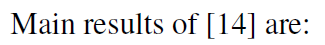 Main results of [14] are: